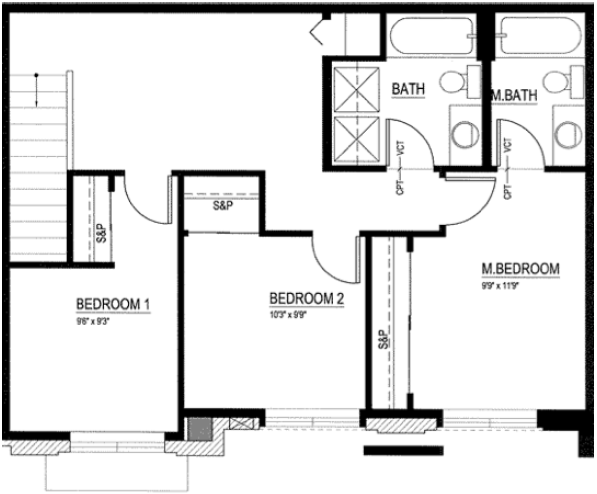 BATH
M.BATH
VCT
CPT
VCT
CPT
S&P
S&P
BEDROOM 1
9'6" x 9'3"
BEDROOM 2
10'3" x 9'9"
M.BEDROOM
9'9" x 11'9"
S&P